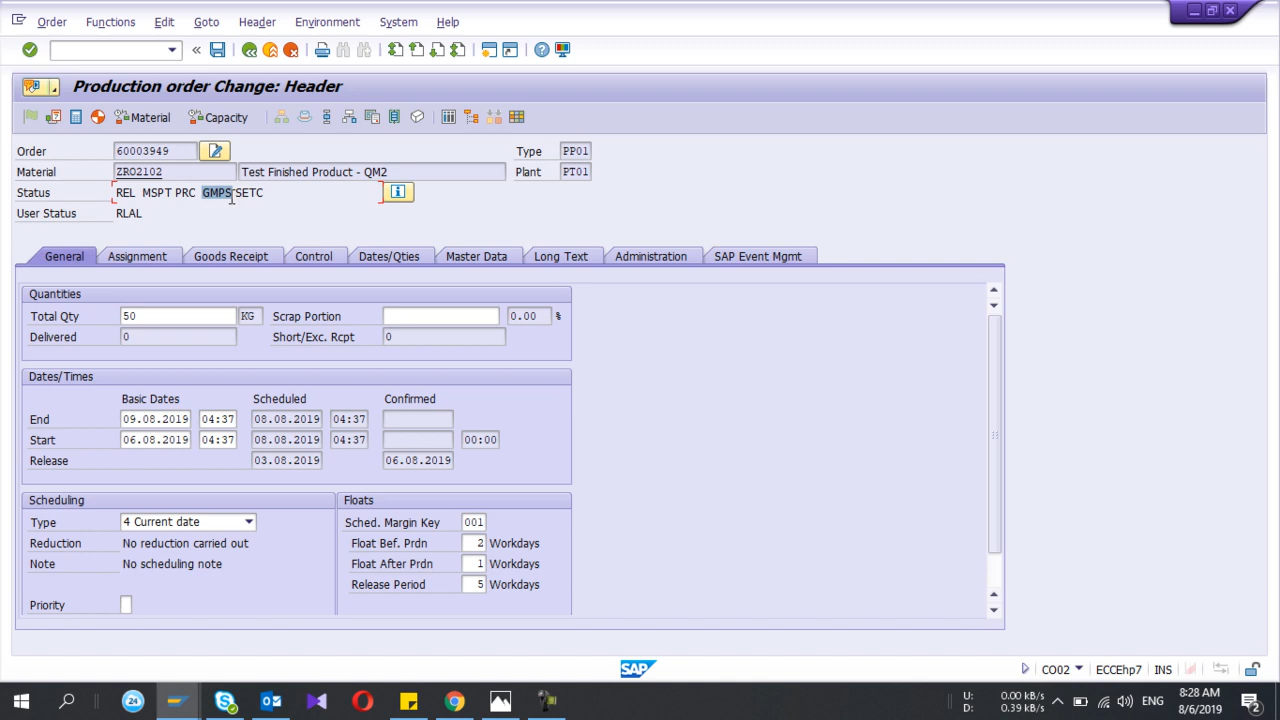 Order Functions Edit Goto Header Environment System Help
Production order Change: Header
Material Capacity
Order 60003949 Type PP01
Material ZRO2102 Test Finished Product - QM2 Plant PT01
Status REL MSPT PRC GMPS SETC
User Status RLAL
General Assignment Goods Receipt Control Dates/Qties Master Data Long Text Administration SAP Event Mgmt
Quantities
Total Qty 50 KG Scrap Portion 0.00 %
Delivered 0 Short/Exc. Rcpt 0
Dates/Times
Basic Dates Scheduled Confirmed
End 09.08.2019 04:37 08.08.2019 04:37
Start 06.08.2019 04:37 08.08.2019 04:37 00:00
Release 03.08.2019 06.08.2019
Scheduling Floats
Type 4 Current date Sched. Margin Key 001
Reduction No reduction carried out Float Bef. Prdn 2 Workdays
Note No scheduling note Float After Prdn 1 Workdays
Release Period 5 Workdays
Priority
SAP CO02 ECCEhp7 INS
24 U: 0.00 kB/s ENG 8:28 AM
D: 0.39 kB/s 8/6/2019 2